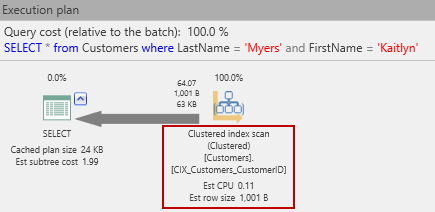 Execution plan
Query cost (relative to the batch): 100.0 %
SELECT * from Customers where LastName = 'Myers' and FirstName = 'Kaitlyn'
0.0%
64.07
1,001 B
63 KB
100.0%
SELECT
Cached plan size 24 KB
Est subtree cost 1.99
Clustered index scan
(Clustered)
[Customers].
[CIX_Customers_CustomerID]
Est CPU 0.11
Est row size 1,001 B